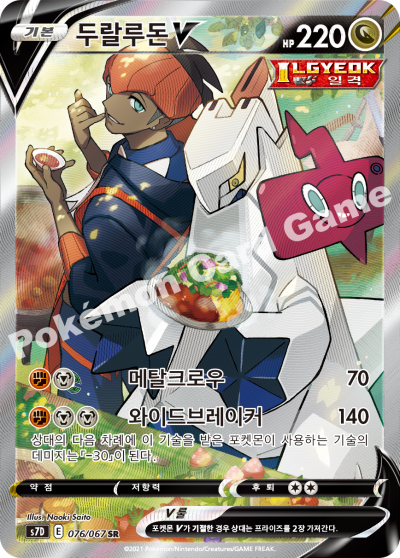 기본 두랄루돈V HP 220
ILGYEOK
일격
Pokémon Card Game
메탈크로우 70
와이드브레이커 140
상대의 다음 차례에 이 기술을 받은 포켓몬이 사용하는 기술의
데미지는 「-30」이 된다.
약점 저항력 후퇴
Illus. Naoki Saito
V룰
s7D E 076/067 SR
포켓몬 V가 기절한 경우 상대는 프라이즈를 2장 가져간다.
©2021 Pokémon/Nintendo/Creatures/GAME FREAK.